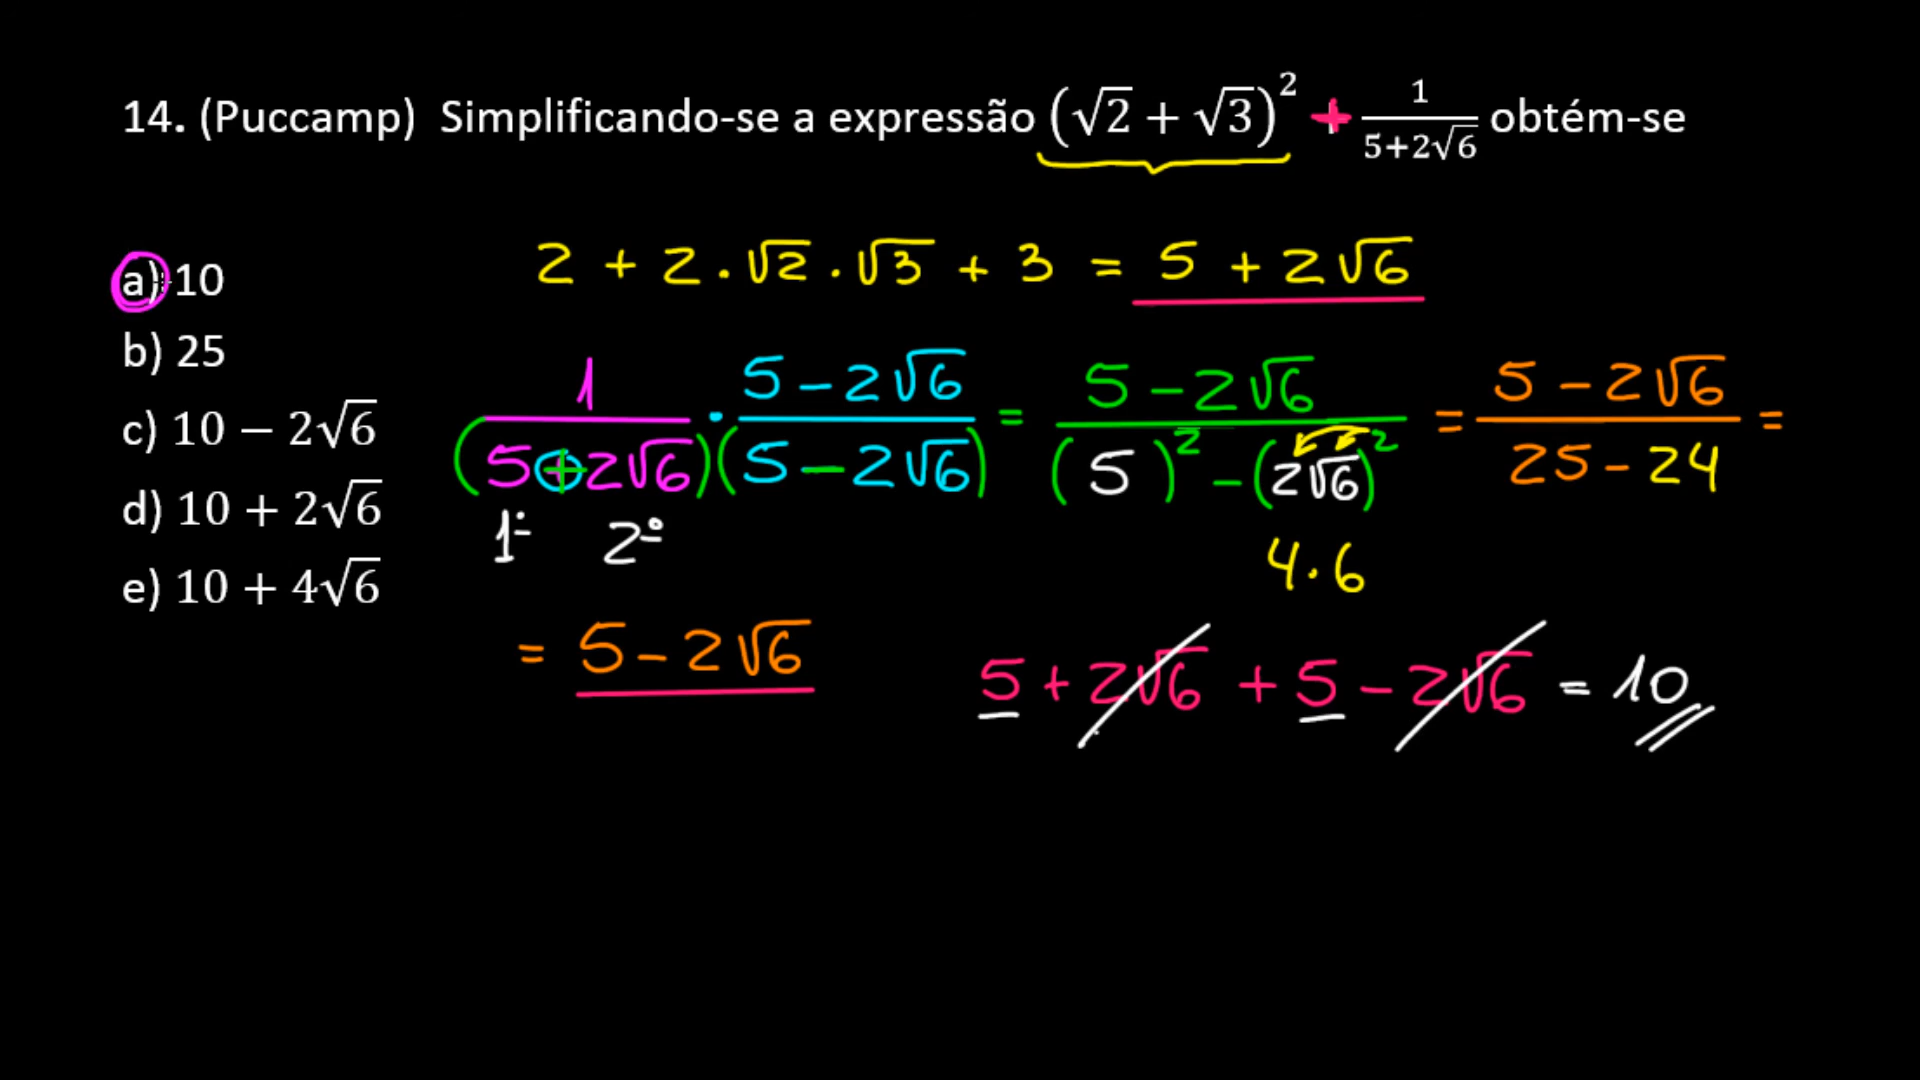 14. (Puccamp) Simplificando-se a expressão (√2 + √3)² + 1/(5+2√6) obtém-se
a) 10
b) 25
c) 10 − 2√6
d) 10 + 2√6
e) 10 + 4√6
2 + 2 . √2 . √3 + 3 = 5 + 2√6
1/(5+2√6) . (5 − 2√6)/(5 − 2√6) = (5 − 2√6)/((5)² − (2√6)²) = (5 − 2√6)/(25 − 24) =
1º 2º
4 . 6
= 5 − 2√6
5 + 2√6 + 5 − 2√6 = 10